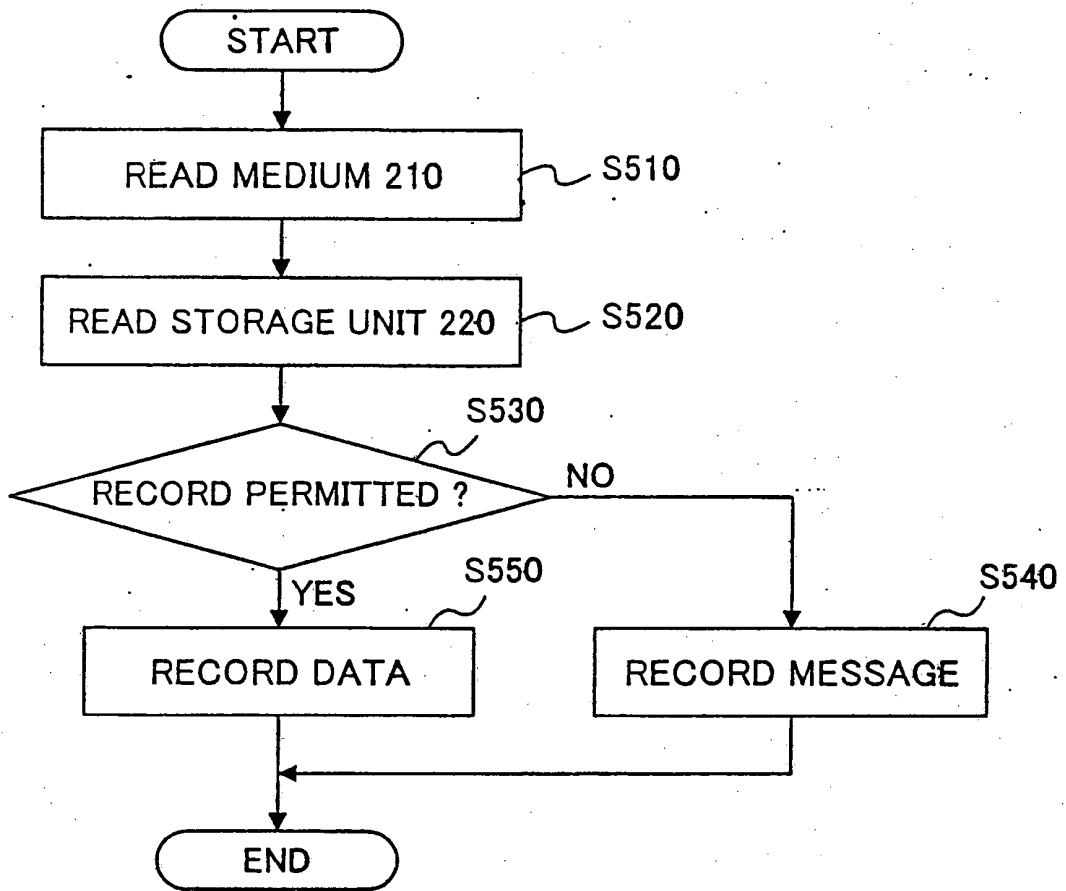 START
READ MEDIUM 210
S510
READ STORAGE UNIT 220
S520
S530
RECORD PERMITTED ?
NO
YES
S550
S540
RECORD DATA
RECORD MESSAGE
END